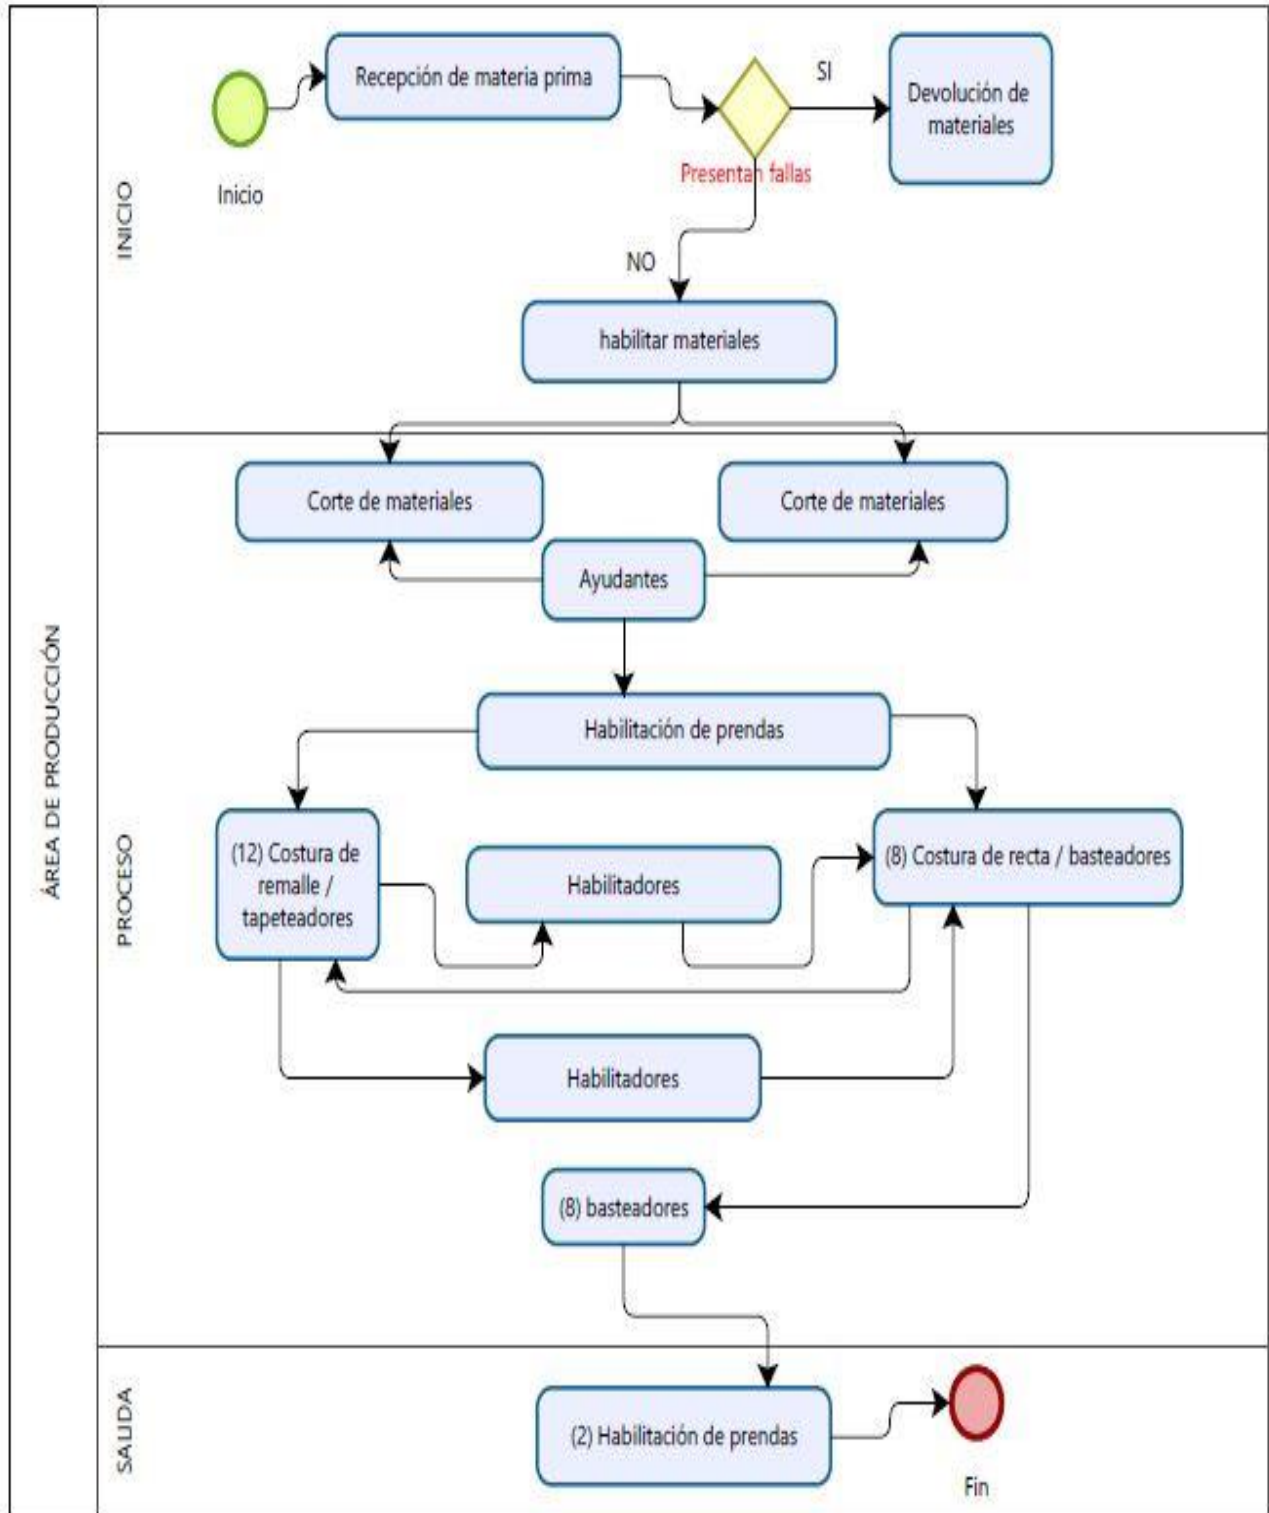 ÁREA DE PRODUCCIÓN
INICIO
Inicio
Recepción de materia prima
Presentan fallas
SI
Devolución de
materiales
NO
habilitar materiales
PROCESO
Corte de materiales
Corte de materiales
Ayudantes
Habilitación de prendas
(12) Costura de
remalle /
tapeteadores
Habilitadores
(8) Costura de recta / basteadores
Habilitadores
(8) basteadores
SALIDA
(2) Habilitación de prendas
Fin